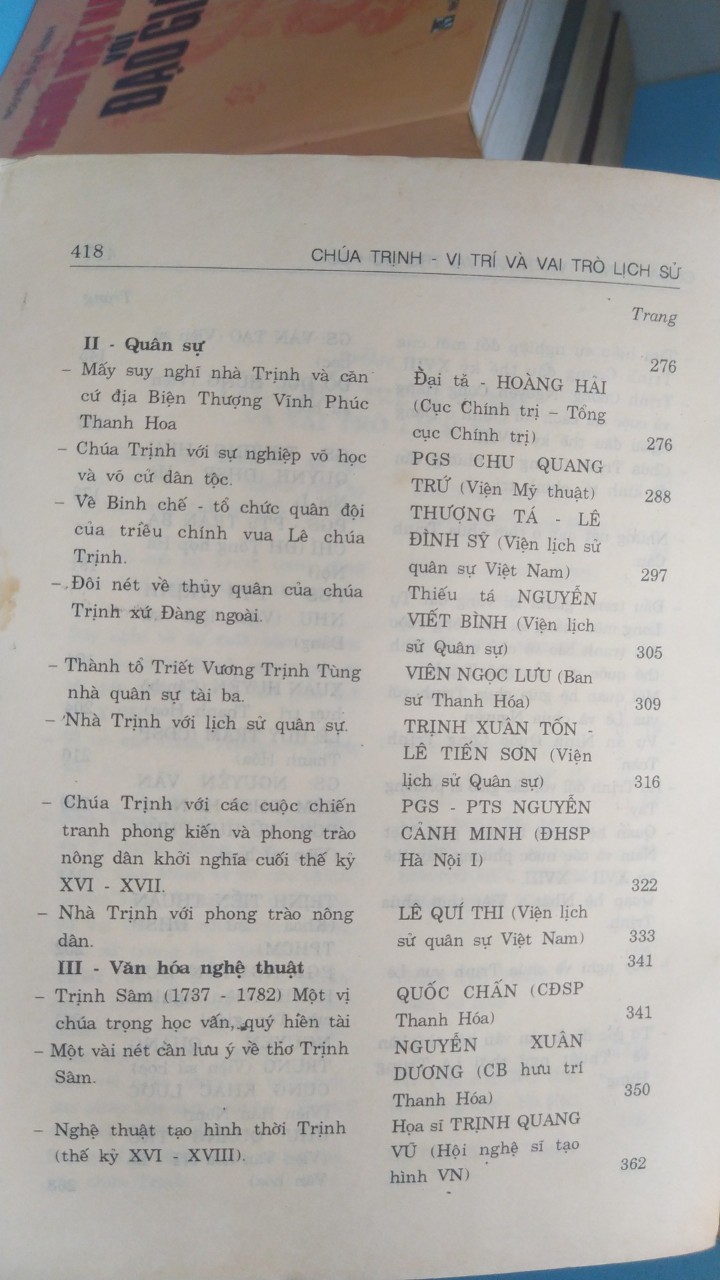 NGƯỜI VIỆT NAM
VỚI
ĐẠO GI
418
CHÚA TRỊNH - VỊ TRÍ VÀ VAI TRÒ LỊCH SỬ
Trang
II - Quân sự
276
– Mấy suy nghĩ nhà Trịnh và căn
cứ địa Biện Thượng Vĩnh Phúc
Thanh Hoa
Đại tă - HOÀNG HẢI
(Cục Chính trị – Tổng
cục Chính trị)
276
– Chúa Trịnh với sự nghiệp võ học
và võ cử dân tộc.
PGS CHU QUANG
TRỨ (Viện Mỹ thuật)
288
– Về Binh chế - tổ chức quân đội
của triều chính vua Lê chúa
Trịnh.
THƯỢNG TÁ - LÊ
ĐÌNH SỸ (Viện lịch sử
quân sự Việt Nam)
297
– Đôi nét về thủy quân của chúa
Trịnh xứ Đàng ngoài.
Thiếu tá NGUYỄN
VIẾT BÌNH (Viện lịch
sử Quân sự)
305
– Thành tổ Triết Vương Trịnh Tùng
nhà quân sự tài ba.
VIÊN NGỌC LƯU (Ban
sử Thanh Hóa)
309
– Nhà Trịnh với lịch sử quân sự.
TRỊNH XUÂN TỐN -
LÊ TIẾN SƠN (Viện
lịch sử Quân sự)
316
– Chúa Trịnh với các cuộc chiến
tranh phong kiến và phong trào
nông dân khởi nghĩa cuối thế kỷ
XVI - XVII.
PGS - PTS NGUYỄN
CẢNH MINH (ĐHSP
Hà Nội I)
322
– Nhà Trịnh với phong trào nông
dân.
LÊ QUÍ THI (Viện lịch
sử quân sự Việt Nam)
333
III - Văn hóa nghệ thuật
341
– Trịnh Sâm (1737 - 1782) Một vị
chúa trọng học vấn, quý hiền tài
QUỐC CHẤN (CĐSP
Thanh Hóa)
341
– Một vài nét cần lưu ý về thơ Trịnh
Sâm.
NGUYỄN XUÂN
DƯƠNG (CB hưu trí
Thanh Hóa)
350
– Nghệ thuật tạo hình thời Trịnh
(thế kỷ XVI - XVIII).
Họa sĩ TRỊNH QUANG
VŨ (Hội nghệ sĩ tạo
hình VN)
362